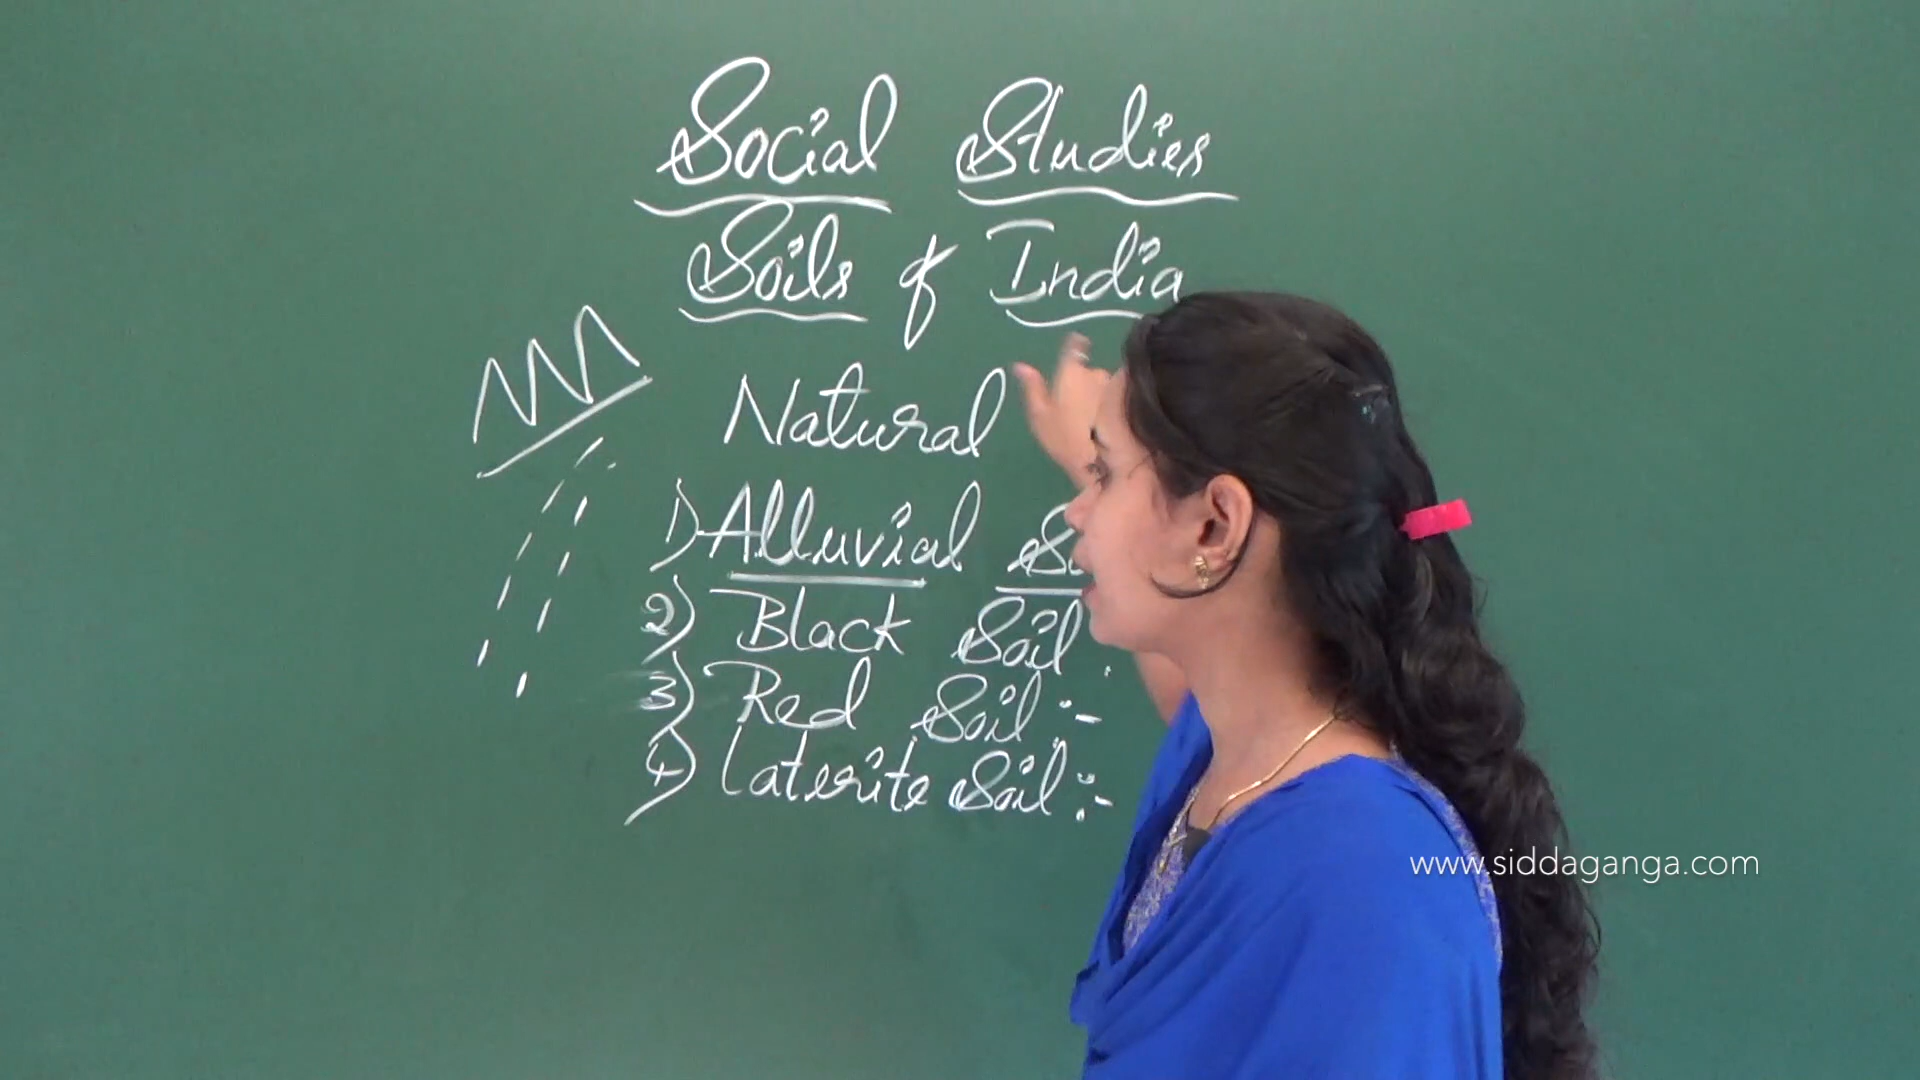 Social Studies
Soils of India
Natural
1) Alluvial
2) Black Soil :
3) Red Soil :-
4) Laterite Soil :-
www.siddaganga.com